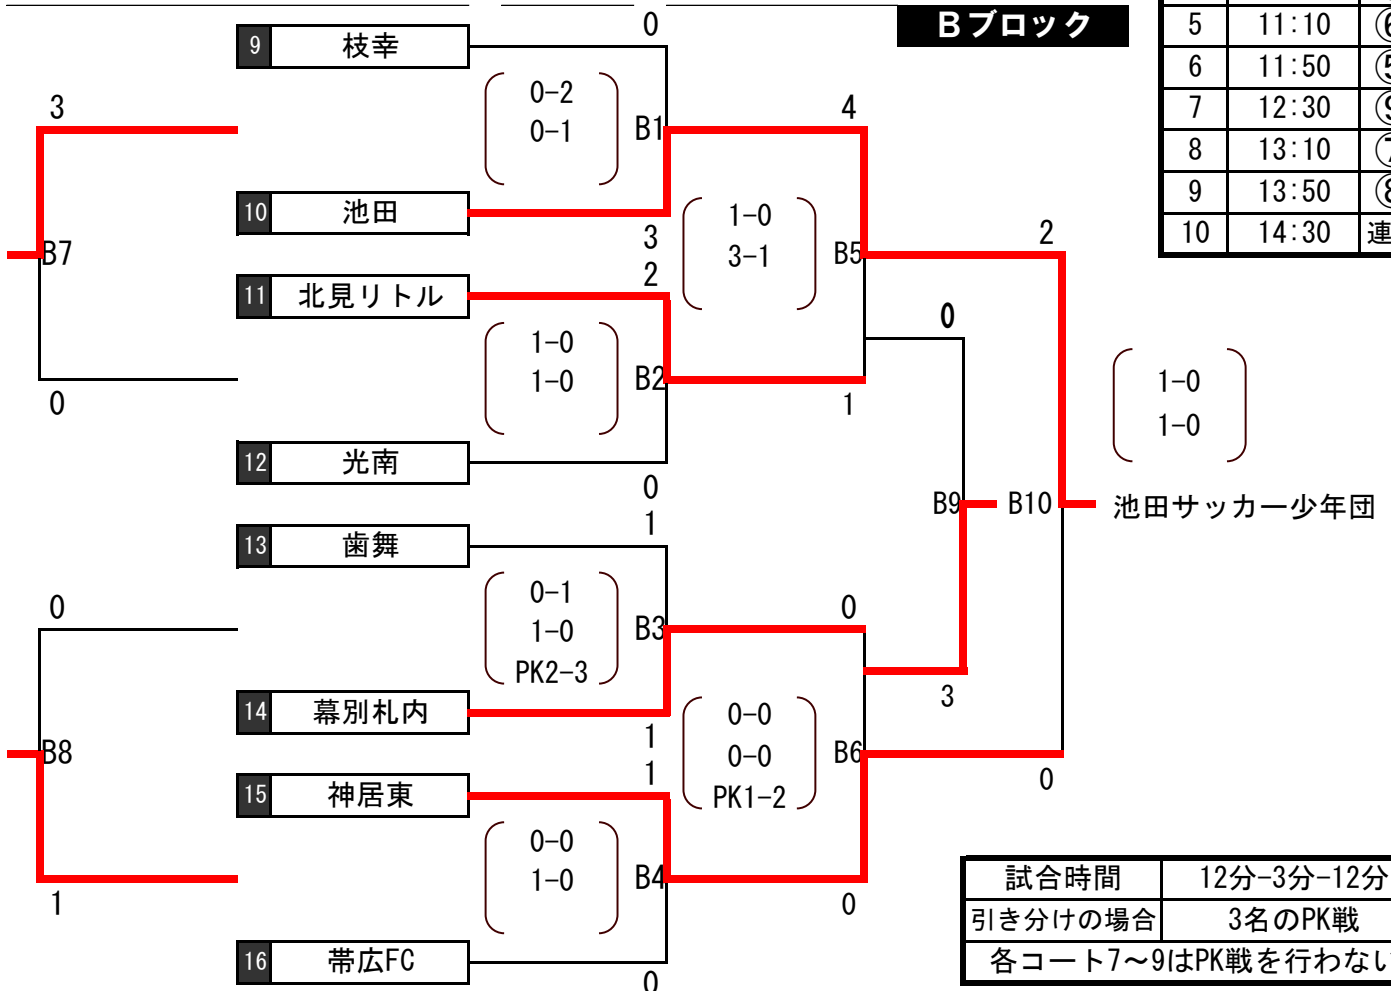 Bブロック
5 11:10
6 11:50
7 12:30
8 13:10
9 13:50
10 14:30 連
9 枝幸
0
0-2
0-1
B1
10 池田
3
11 北見リトル
2
1-0
1-0
B2
12 光南
0
13 歯舞
1
0-1
1-0
PK2-3
B3
14 幕別札内
1
15 神居東
1
0-0
1-0
B4
16 帯広FC
0
3
B7
0
0
B8
1
4
1-0
3-1
B5
1
0
0-0
0-0
PK1-2
B6
0
0
B9
3
2
B10
0
1-0
1-0
池田サッカー少年団
試合時間 12分-3分-12分
引き分けの場合 3名のPK戦
各コート7~9はPK戦を行わない